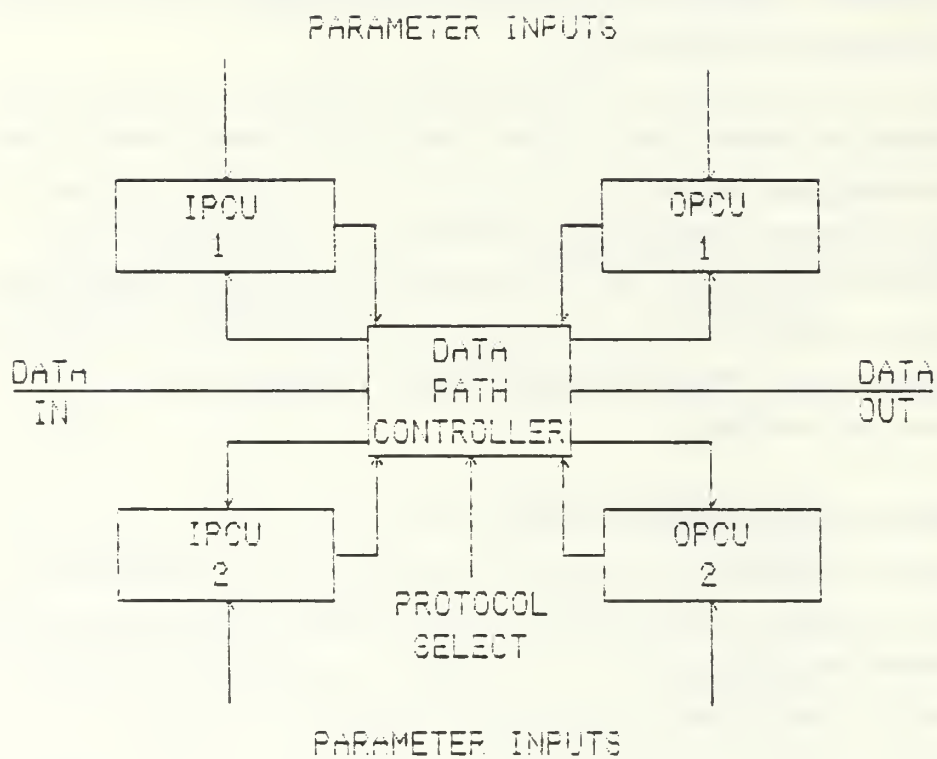 PARAMETER INPUTS
IPCU
1
OPCU
1
DATA
PATH
CONTROLLER
DATA
IN
DATA
OUT
IPCU
2
OPCU
2
PROTOCOL
SELECT
PARAMETER INPUTS